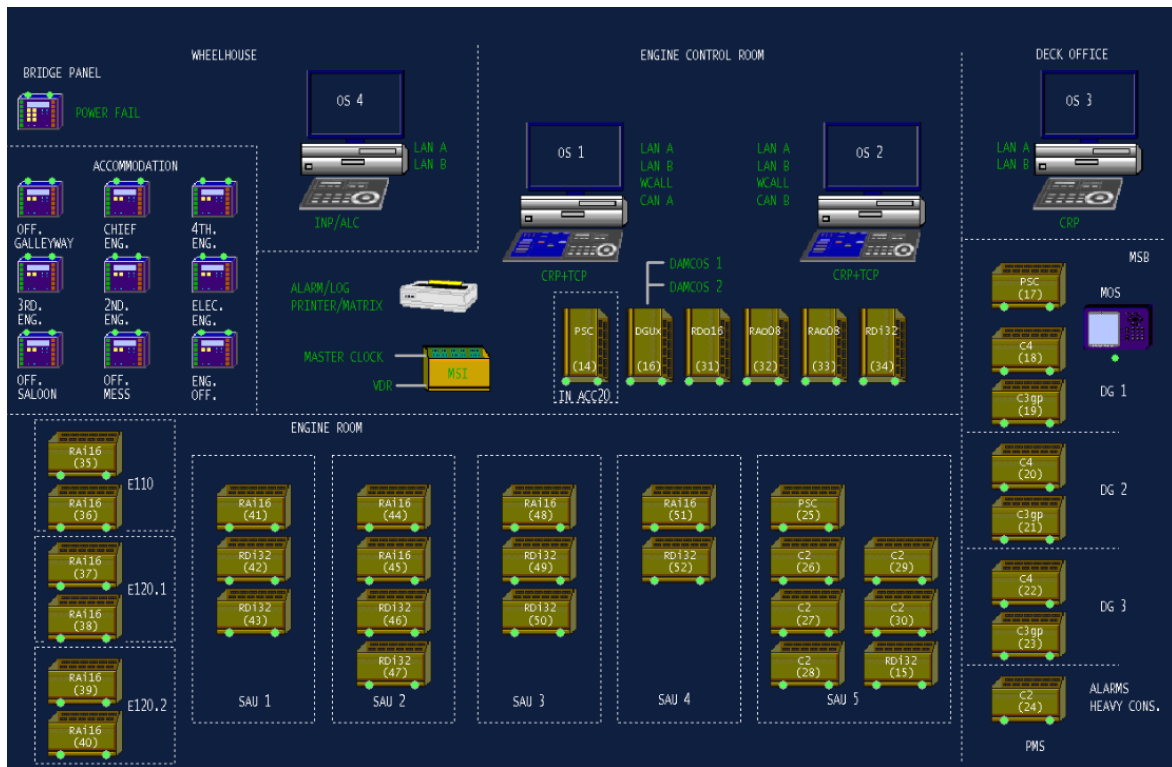 WHEELHOUSE
ENGINE CONTROL ROOM
DECK OFFICE
BRIDGE PANEL
POWER FAIL
OS 4
LAN A
LAN B
INP/ALC
OS 1
LAN A
LAN B
WCALL
CAN A
CRP+TCP
OS 2
LAN A
LAN B
WCALL
CAN B
CRP+TCP
OS 3
LAN A
LAN B
CRP
ACCOMMODATION
OFF.
GALLEYWAY
CHIEF
ENG.
4TH.
ENG.
3RD.
ENG.
2ND.
ENG.
ELEC.
ENG.
OFF.
SALOON
OFF.
MESS
ENG.
OFF.
ALARM/LOG
PRINTER/MATRIX
MASTER CLOCK
VDR
MSI
DAMCOS 1
DAMCOS 2
PSC
(14)
IN ACC20
DGUx
(16)
RDo16
(31)
RAo08
(32)
RAo08
(33)
RDi32
(34)
MSB
PSC
(17)
MOS
C4
(18)
C3gp
(19)
DG 1
C4
(20)
C3gp
(21)
DG 2
C4
(22)
C3gp
(23)
DG 3
C2
(24)
ALARMS
HEAVY CONS.
PMS
ENGINE ROOM
RAi16
(35)
RAi16
(36)
E110
RAi16
(37)
RAi16
(38)
E120.1
RAi16
(39)
RAi16
(40)
E120.2
RAi16
(41)
RDi32
(42)
RDi32
(43)
SAU 1
RAi16
(44)
RAi16
(45)
RDi32
(46)
RDi32
(47)
SAU 2
RAi16
(48)
RDi32
(49)
RDi32
(50)
SAU 3
RAi16
(51)
RDi32
(52)
SAU 4
PSC
(25)
C2
(26)
C2
(27)
C2
(28)
C2
(29)
C2
(30)
RDi32
(15)
SAU 5